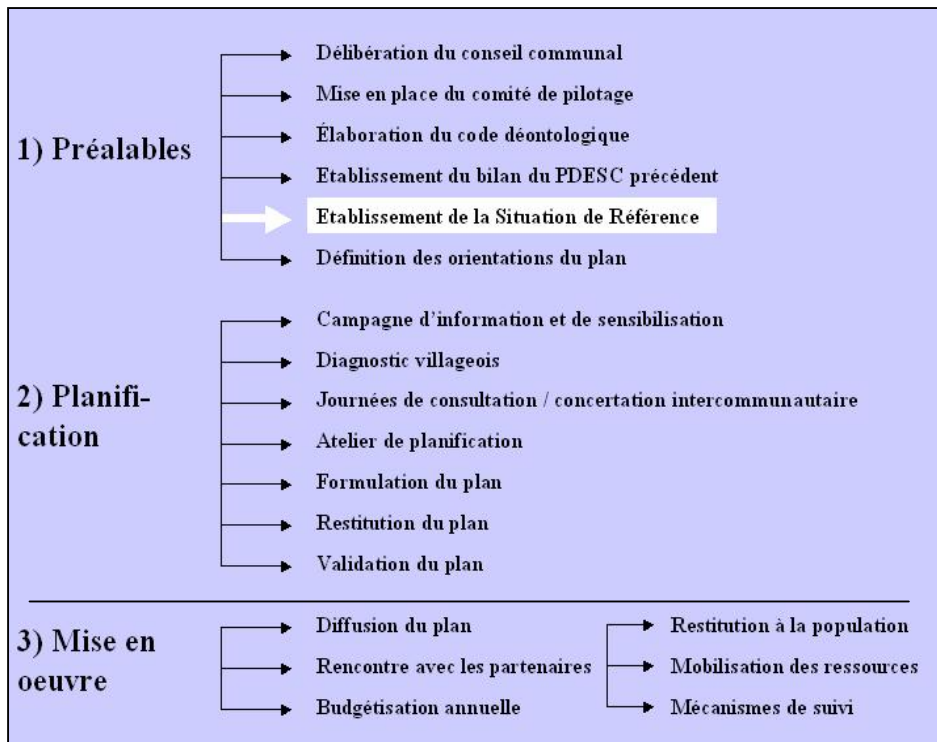 1) Préalables
Délibération du conseil communal
Mise en place du comité de pilotage
Élaboration du code déontologique
Etablissement du bilan du PDESC précédent
Etablissement de la Situation de Référence
Définition des orientations du plan
2) Planifi-
cation
Campagne d'information et de sensibilisation
Diagnostic villageois
Journées de consultation / concertation intercommunautaire
Atelier de planification
Formulation du plan
Restitution du plan
Validation du plan
3) Mise en
oeuvre
Diffusion du plan
Rencontre avec les partenaires
Budgétisation annuelle
Restitution à la population
Mobilisation des ressources
Mécanismes de suivi